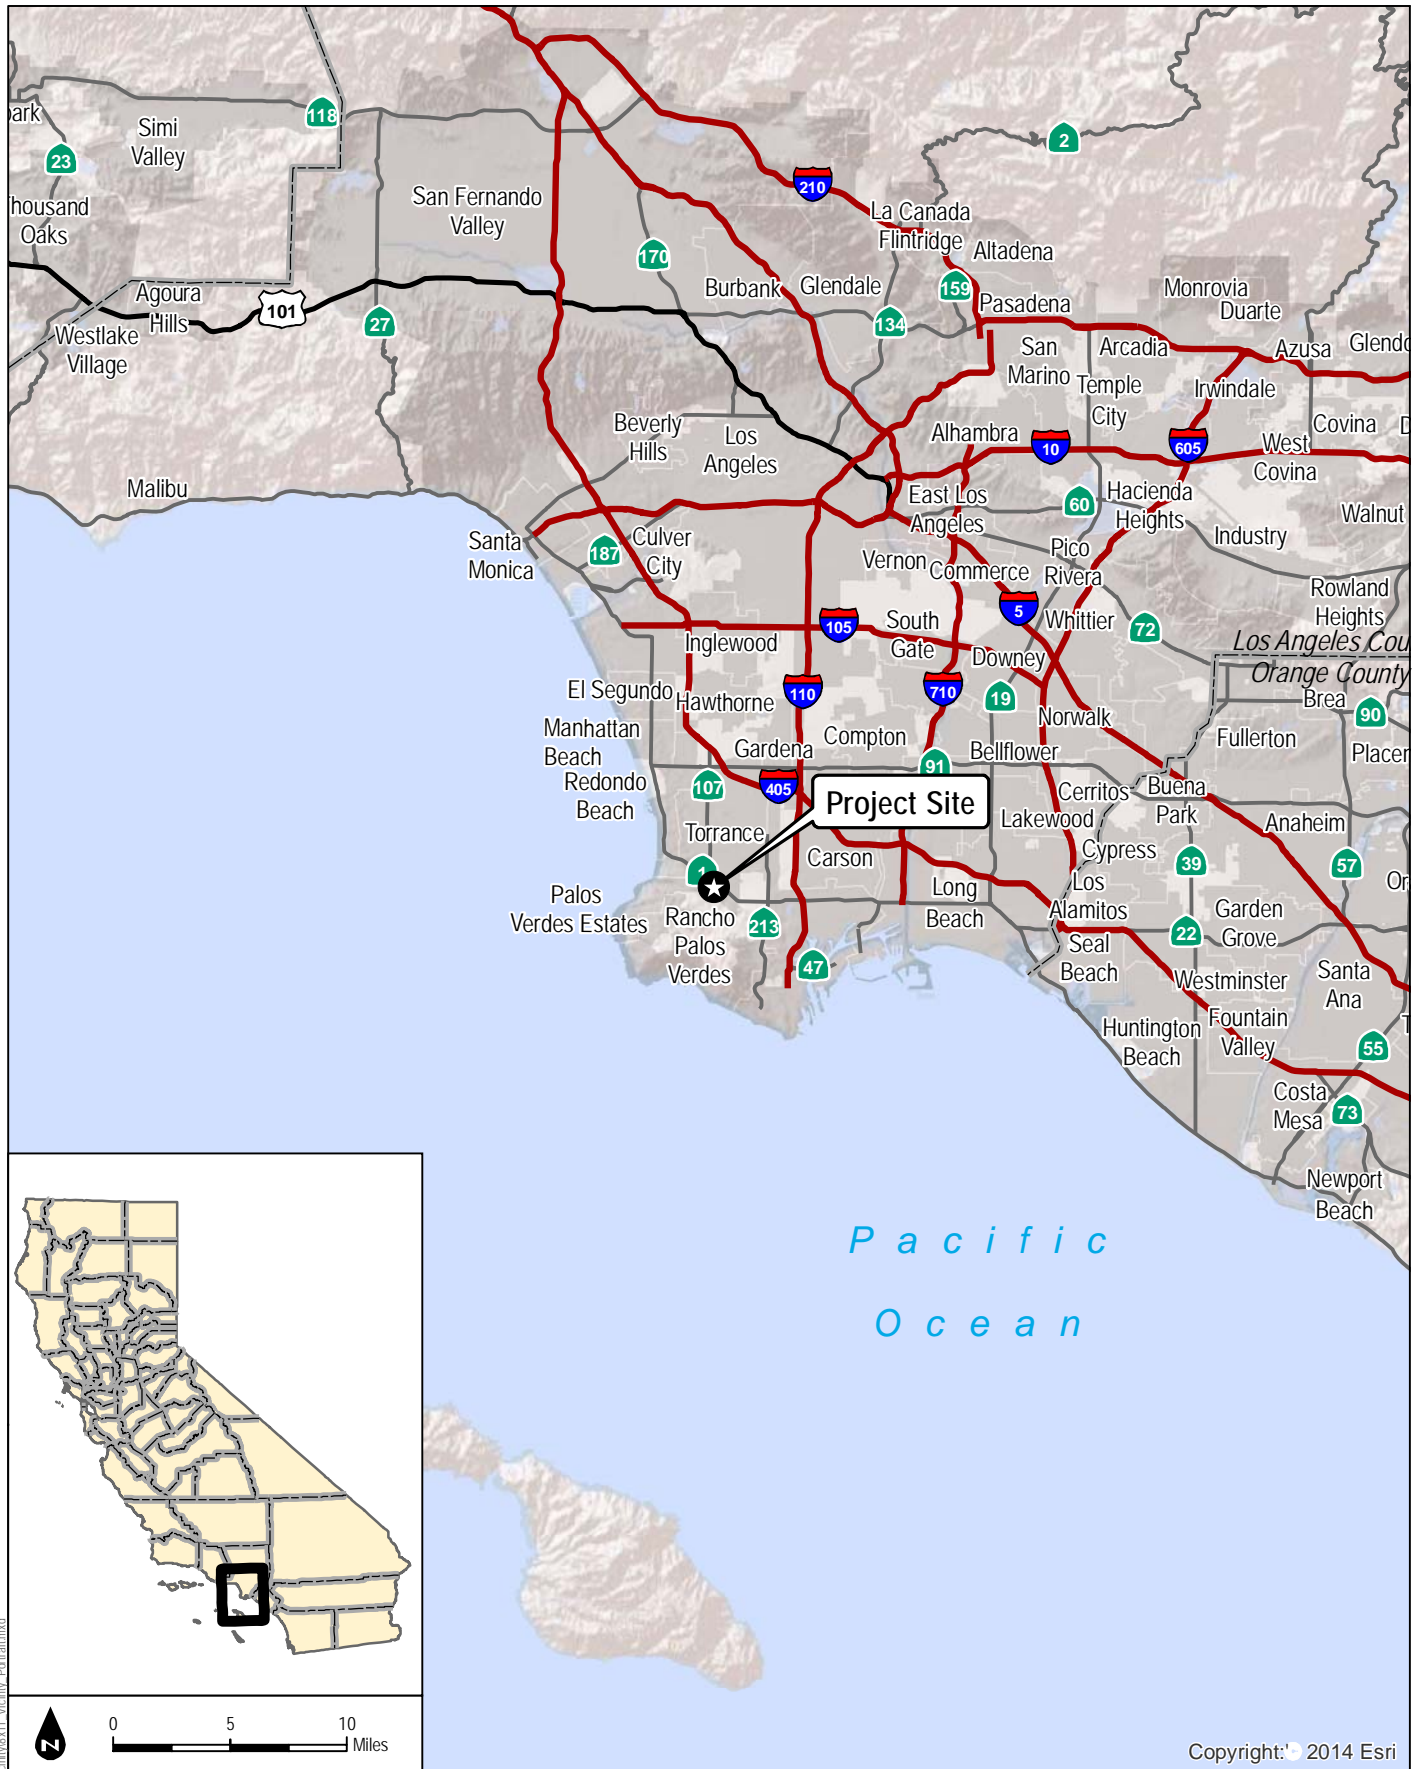 118
2
ark
Simi
Valley
23
210
housand
Oaks
San Fernando
Valley
La Canada
Flintridge
Altadena
170
159
Burbank
Glendale
Pasadena
Monrovia
Duarte
Agoura
Hills
101
27
134
Westlake
Village
San
Marino
Arcadia
Azusa
Glend
Temple
City
Irwindale
Beverly
Hills
Los
Angeles
Alhambra
10
605
West
Covina
Covina
D
Malibu
East Los
Angeles
60
Hacienda
Heights
Walnut
Santa
Monica
187
Culver
City
Industry
Vernon
Commerce
Pico
Rivera
Rowland
Heights
105
South
Gate
5
Whittier
72
Inglewood
Downey
Los Angeles Cou
Orange County
El Segundo
Hawthorne
110
710
19
Norwalk
Brea
90
Manhattan
Beach
Gardena
Compton
Bellflower
Fullerton
Placer
Redondo
Beach
107
405
91
Cerritos
Buena
Park
Project Site
Torrance
Lakewood
Anaheim
Carson
Cypress
39
57
1
Palos
Verdes Estates
Rancho
Palos
Verdes
213
Long
Beach
Los
Alamitos
Or
Garden
Grove
22
47
Seal
Beach
Westminster
Santa
Ana
Huntington
Beach
Fountain
Valley
55
Costa
Mesa
73
Newport
Beach
Pacific
Ocean
N
0 5 10
Miles
Copyright: 2014 Esri